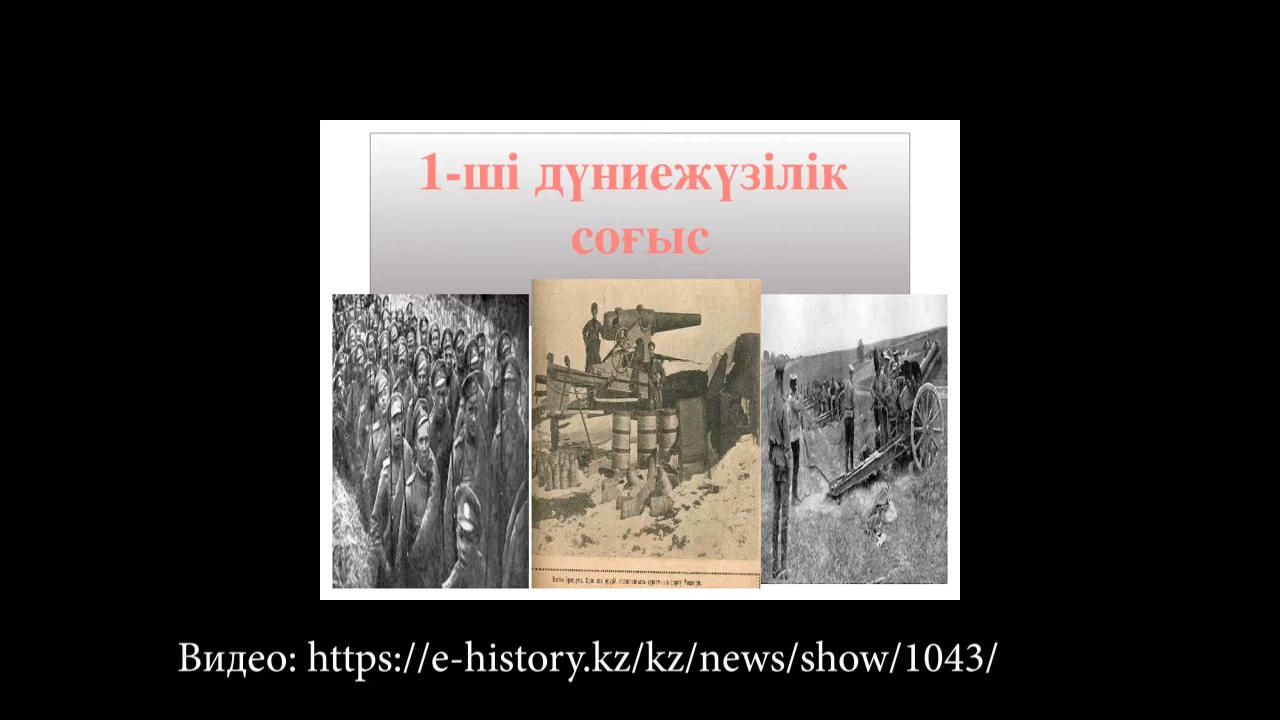 1-ші дүниежүзілік
соғыс
Видео: https://e-history.kz/kz/news/show/1043/